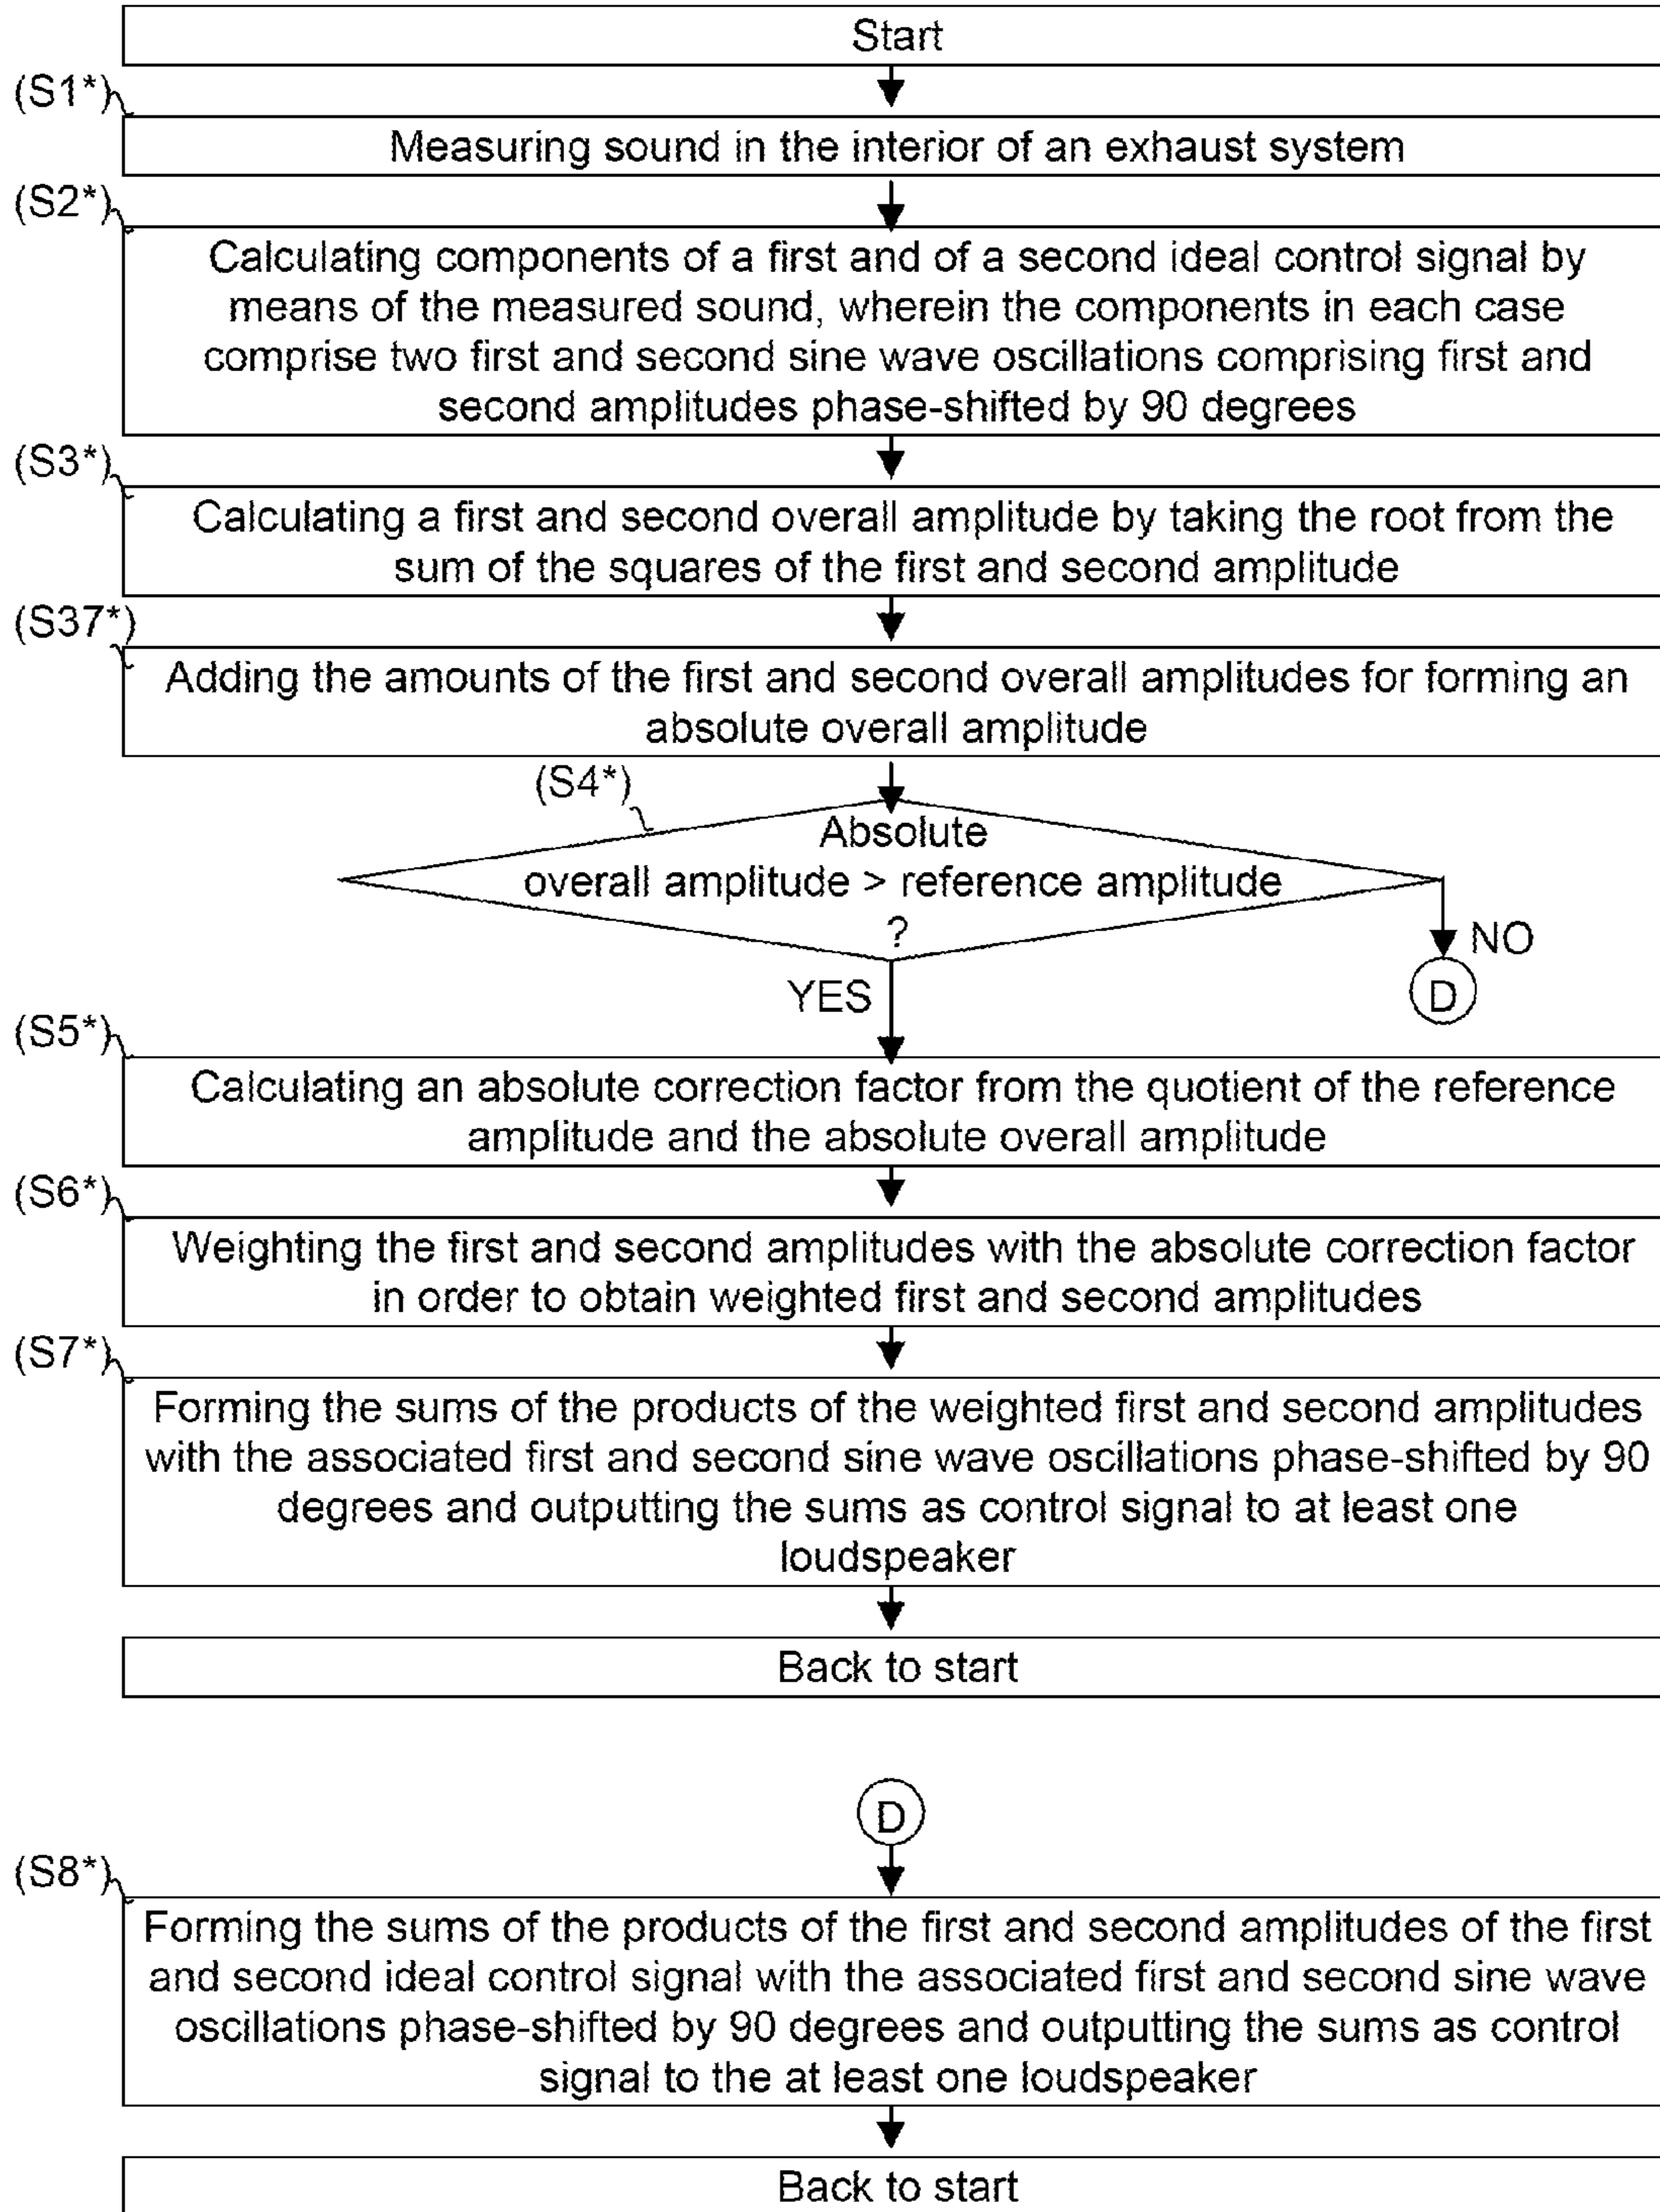 Start
(S1*)
Measuring sound in the interior of an exhaust system
(S2*)
Calculating components of a first and of a second ideal control signal by
means of the measured sound, wherein the components in each case
comprise two first and second sine wave oscillations comprising first and
second amplitudes phase-shifted by 90 degrees
(S3*)
Calculating a first and second overall amplitude by taking the root from the
sum of the squares of the first and second amplitude
(S37*)
Adding the amounts of the first and second overall amplitudes for forming an
absolute overall amplitude
(S4*)
Absolute
overall amplitude > reference amplitude
?
NO
YES
D
(S5*)
Calculating an absolute correction factor from the quotient of the reference
amplitude and the absolute overall amplitude
(S6*)
Weighting the first and second amplitudes with the absolute correction factor
in order to obtain weighted first and second amplitudes
(S7*)
Forming the sums of the products of the weighted first and second amplitudes
with the associated first and second sine wave oscillations phase-shifted by 90
degrees and outputting the sums as control signal to at least one
loudspeaker
Back to start
D
(S8*)
Forming the sums of the products of the first and second amplitudes of the first
and second ideal control signal with the associated first and second sine wave
oscillations phase-shifted by 90 degrees and outputting the sums as control
signal to the at least one loudspeaker
Back to start